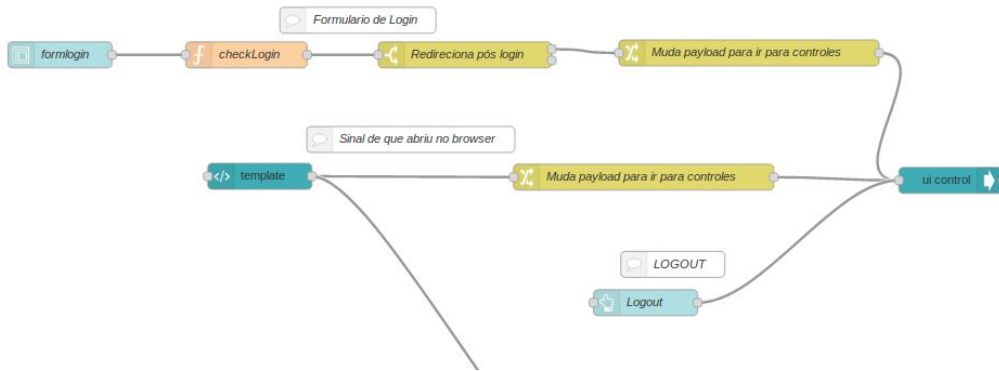 Formulario de Login
formlogin
checkLogin
Redireciona pós login
Muda payload para ir para controles
Sinal de que abriu no browser
template
Muda payload para ir para controles
ui control
LOGOUT
Logout